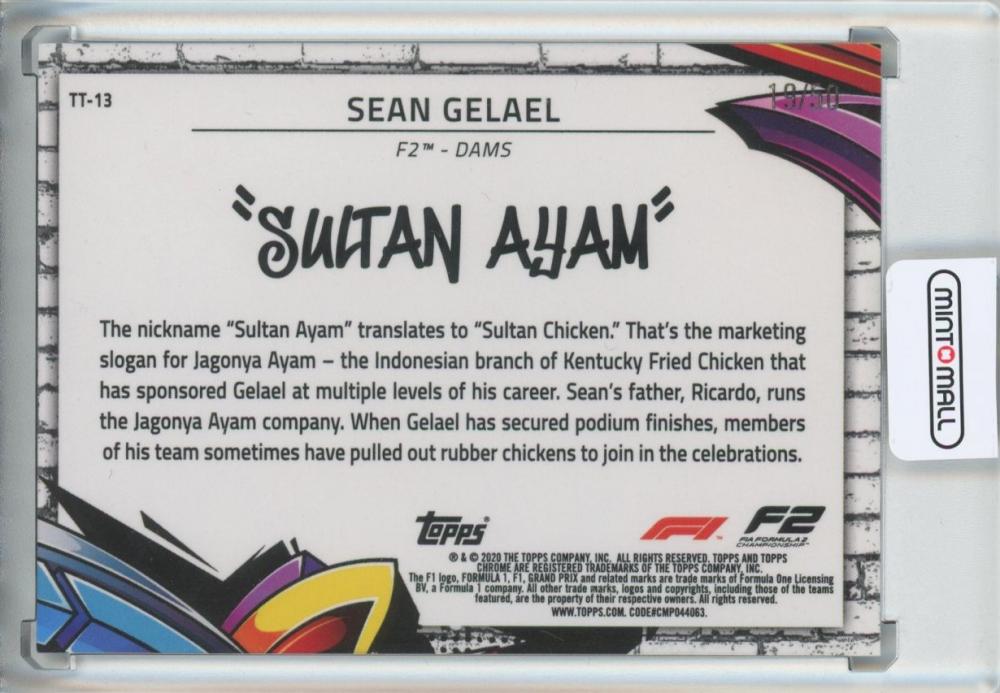 TT-13
19/50
SEAN GELAEL
F2™ - DAMS
"SULTAN AYAM"
The nickname “Sultan Ayam” translates to “Sultan Chicken.” That’s the marketing
slogan for Jagonya Ayam – the Indonesian branch of Kentucky Fried Chicken that
has sponsored Gelael at multiple levels of his career. Sean’s father, Ricardo, runs
the Jagonya Ayam company. When Gelael has secured podium finishes, members
of his team sometimes have pulled out rubber chickens to join in the celebrations.
topps®
F1™
F2
FIA FORMULA 2
CHAMPIONSHIP™
® & © 2020 THE TOPPS COMPANY, INC. ALL RIGHTS RESERVED. TOPPS AND TOPPS
CHROME ARE REGISTERED TRADEMARKS OF THE TOPPS COMPANY, INC.
The F1 logo, FORMULA 1, F1, GRAND PRIX and related marks are trade marks of Formula One Licensing
BV, a Formula 1 company. All other trade marks, logos and copyrights, including those of the teams
featured, are the property of their respective owners. All rights reserved.
WWW.TOPPS.COM. CODE#CMP044063.
MINT MALL